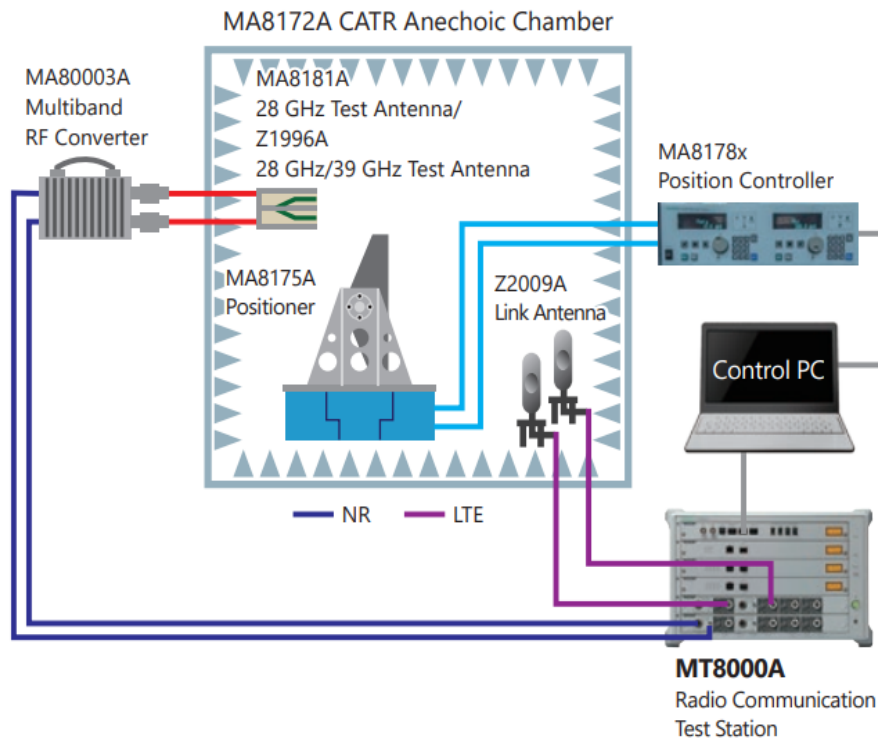 MA8172A CATR Anechoic Chamber
MA80003A
Multiband
RF Converter
MA8181A
28 GHz Test Antenna/
Z1996A
28 GHz/39 GHz Test Antenna
MA8178x
Position Controller
MA8175A
Positioner
Z2009A
Link Antenna
Control PC
NR
LTE
MT8000A
Radio Communication
Test Station